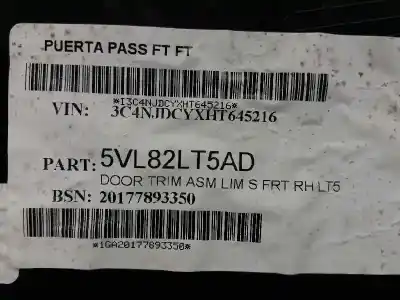 PUERTA PASS FT FT
*I3C4NJDCYXHT645216*
VIN: 3C4NJDCYXHT645216
PART: 5VL82LT5AD
DOOR TRIM ASM LIM S FRT RH LT5
BSN: 20177893350
*1GA20177893350*